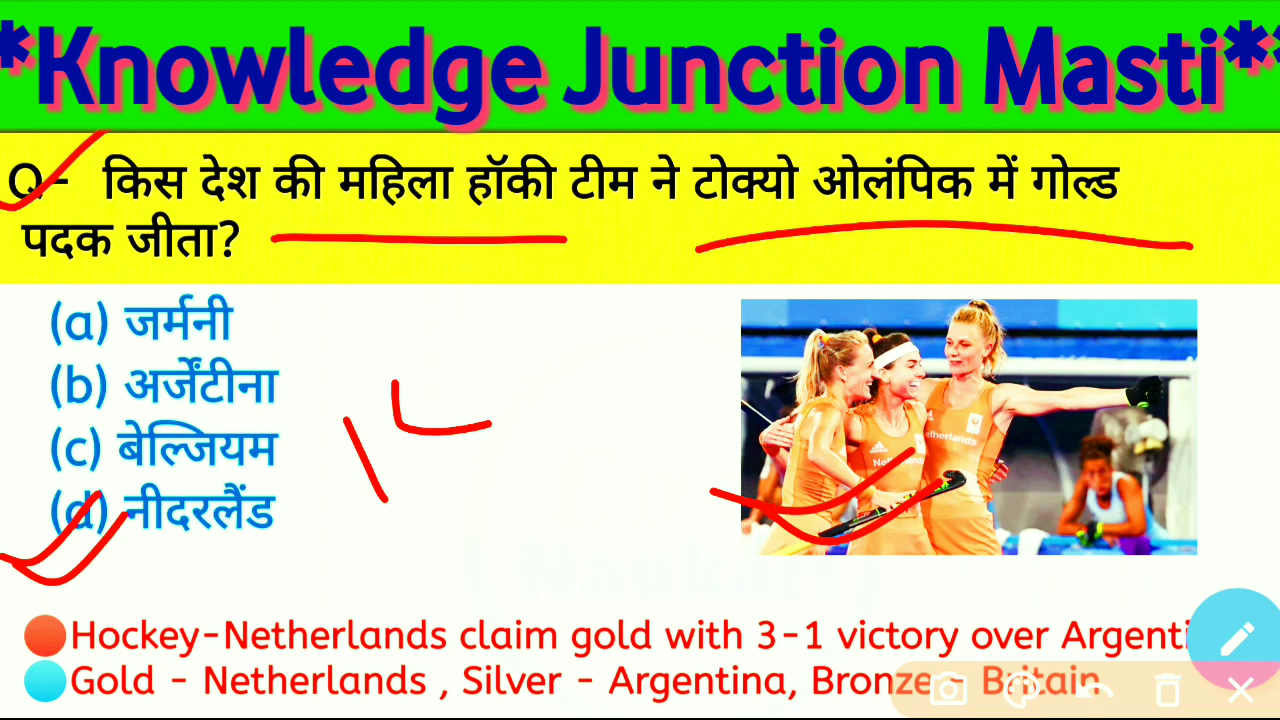 *Knowledge Junction Masti**
Q- किस देश की महिला हॉकी टीम ने टोक्यो ओलंपिक में गोल्ड
पदक जीता?
(a) जर्मनी
(b) अर्जेंटीना
(c) बेल्जियम
(d) नीदरलैंड
Netherlands
Hockey-Netherlands claim gold with 3-1 victory over Argenti
Gold - Netherlands , Silver - Argentina, Bronze - Britain